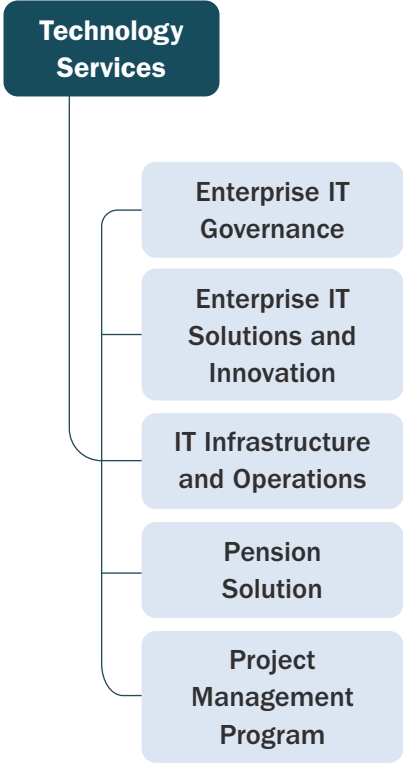 Technology
Services
Enterprise IT
Governance
Enterprise IT
Solutions and
Innovation
IT Infrastructure
and Operations
Pension
Solution
Project
Management
Program